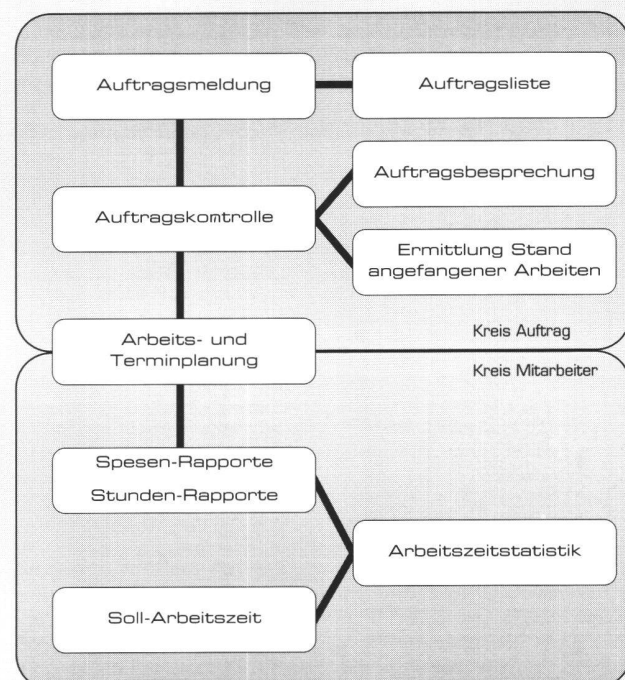 Auftragsmeldung
Auftragsliste
Auftragsbesprechung
Auftragskontrolle
Ermittlung Stand
angefangener Arbeiten
Kreis Auftrag
Arbeits- und
Terminplanung
Kreis Mitarbeiter
Spesen-Rapporte
Stunden-Rapporte
Arbeitszeitstatistik
Soll-Arbeitszeit